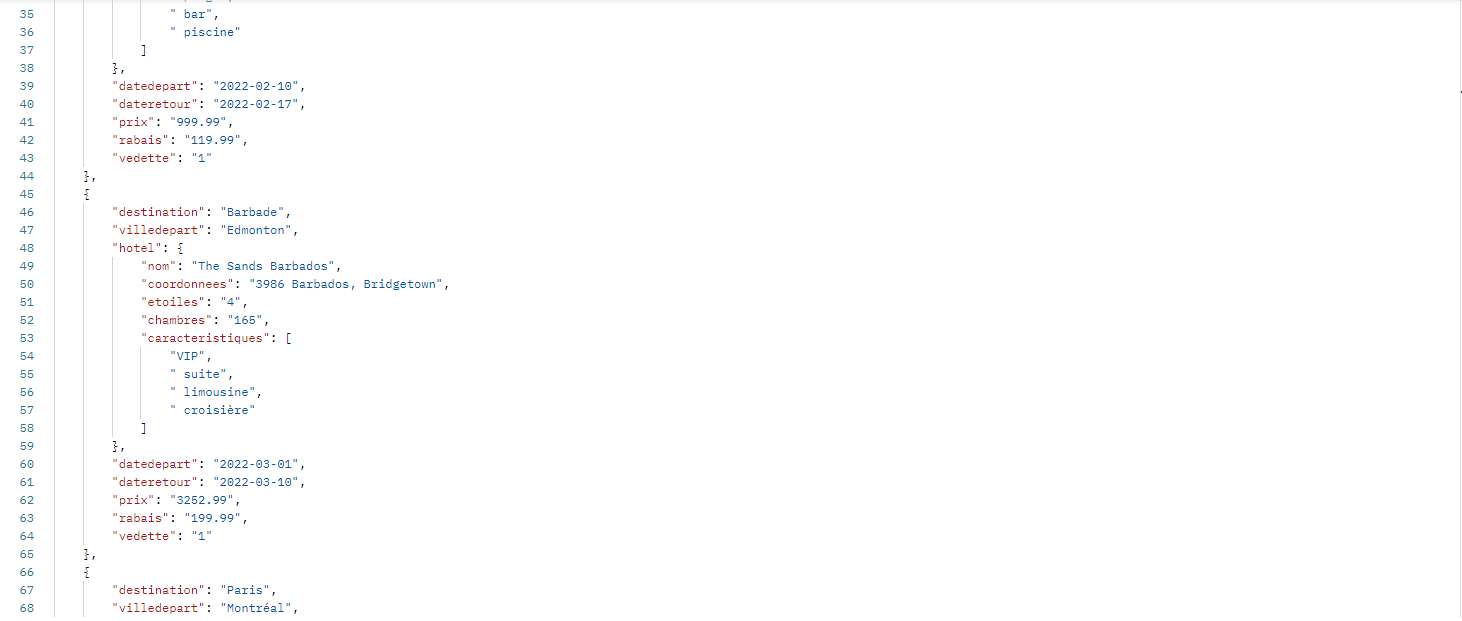 35 " bar",
36 " piscine"
37 ]
38 },
39 "datedepart": "2022-02-10",
40 "dateretour": "2022-02-17",
41 "prix": "999.99",
42 "rabais": "119.99",
43 "vedette": "1"
44 },
45 {
46 "destination": "Barbade",
47 "villedepart": "Edmonton",
48 "hotel": {
49 "nom": "The Sands Barbados",
50 "coordonnees": "3986 Barbados, Bridgetown",
51 "etoiles": "4",
52 "chambres": "165",
53 "caracteristiques": [
54 "VIP",
55 " suite",
56 " limousine",
57 " croisière"
58 ]
59 },
60 "datedepart": "2022-03-01",
61 "dateretour": "2022-03-10",
62 "prix": "3252.99",
63 "rabais": "199.99",
64 "vedette": "1"
65 },
66 {
67 "destination": "Paris",
68 "villedepart": "Montréal",